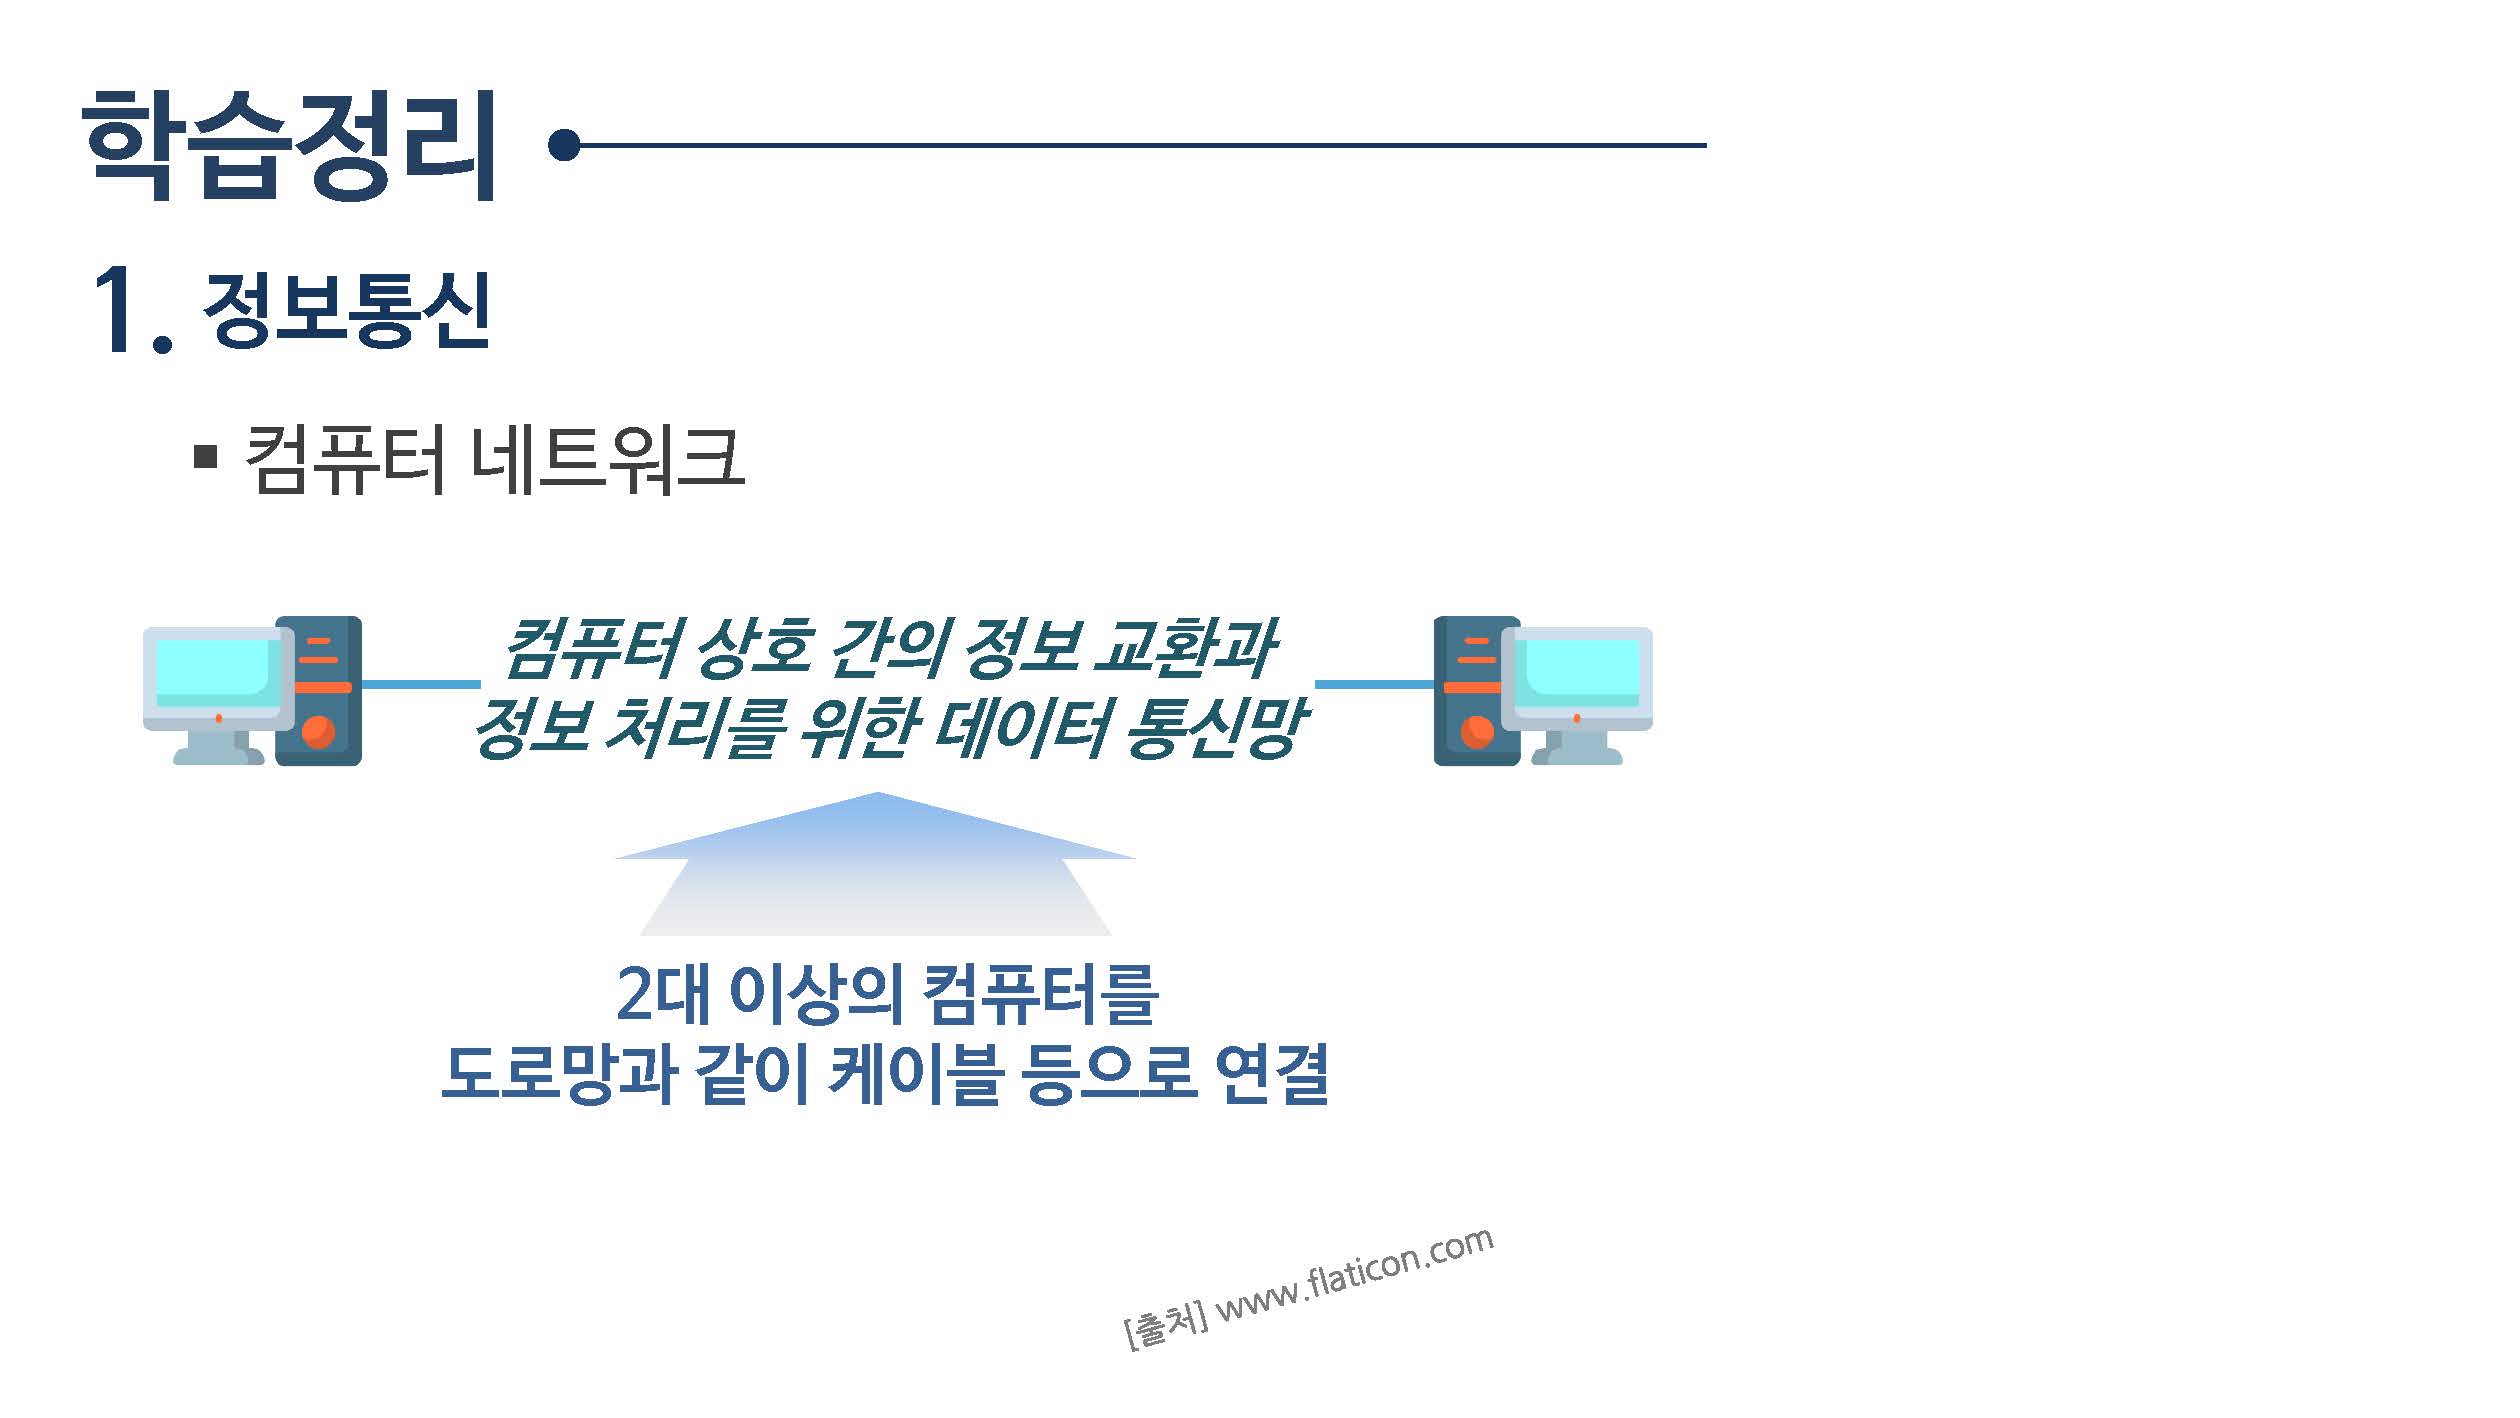 학습정리
1. 정보통신
▪ 컴퓨터 네트워크
컴퓨터 상호 간의 정보 교환과
정보 처리를 위한 데이터 통신망
2대 이상의 컴퓨터를
도로망과 같이 케이블 등으로 연결
[출처] www.flaticon.com